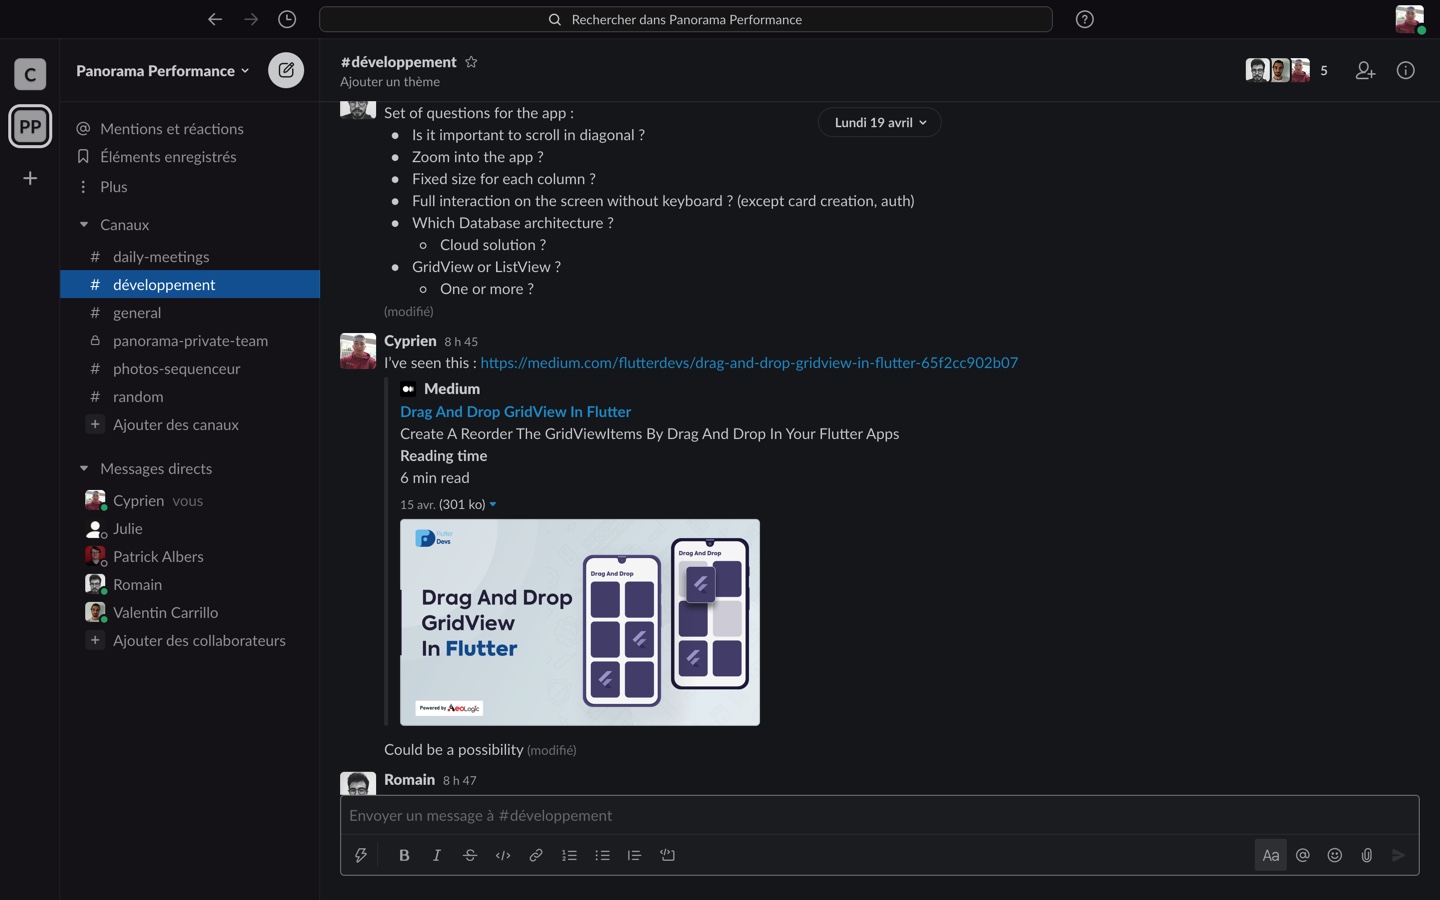 Rechercher dans Panorama Performance
C
PP
Panorama Performance
Mentions et réactions
Éléments enregistrés
Plus
Canaux
# daily-meetings
# développement
# general
panorama-private-team
# photos-sequenceur
# random
+ Ajouter des canaux
Messages directs
Cyprien vous
Julie
Patrick Albers
Romain
Valentin Carrillo
+ Ajouter des collaborateurs
#développement
Ajouter un thème
5
Lundi 19 avril
Set of questions for the app :
Is it important to scroll in diagonal ?
Zoom into the app ?
Fixed size for each column ?
Full interaction on the screen without keyboard ? (except card creation, auth)
Which Database architecture ?
Cloud solution ?
GridView or ListView ?
One or more ?
(modifié)
Cyprien 8 h 45
I've seen this : https://medium.com/flutterdevs/drag-and-drop-gridview-in-flutter-65f2cc902b07
Medium
Drag And Drop GridView In Flutter
Create A Reorder The GridViewItems By Drag And Drop In Your Flutter Apps
Reading time
6 min read
15 avr. (301 ko)
Flutter
Devs
Drag And Drop
GridView
In Flutter
Powered by AeoLogic
Drag And Drop
Drag And Drop
Could be a possibility (modifié)
Romain 8 h 47
Envoyer un message à #développement
B I S </>
Aa @